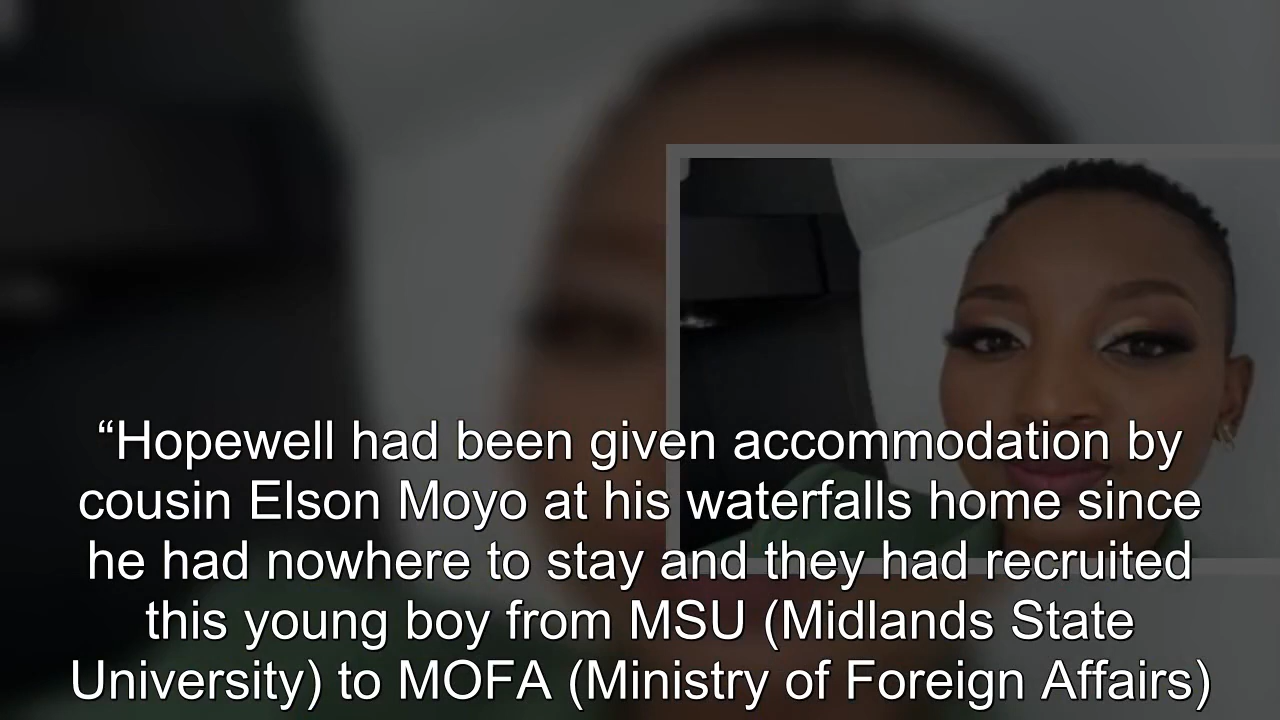 “Hopewell had been given accommodation by
cousin Elson Moyo at his waterfalls home since
he had nowhere to stay and they had recruited
this young boy from MSU (Midlands State
University) to MOFA (Ministry of Foreign Affairs)